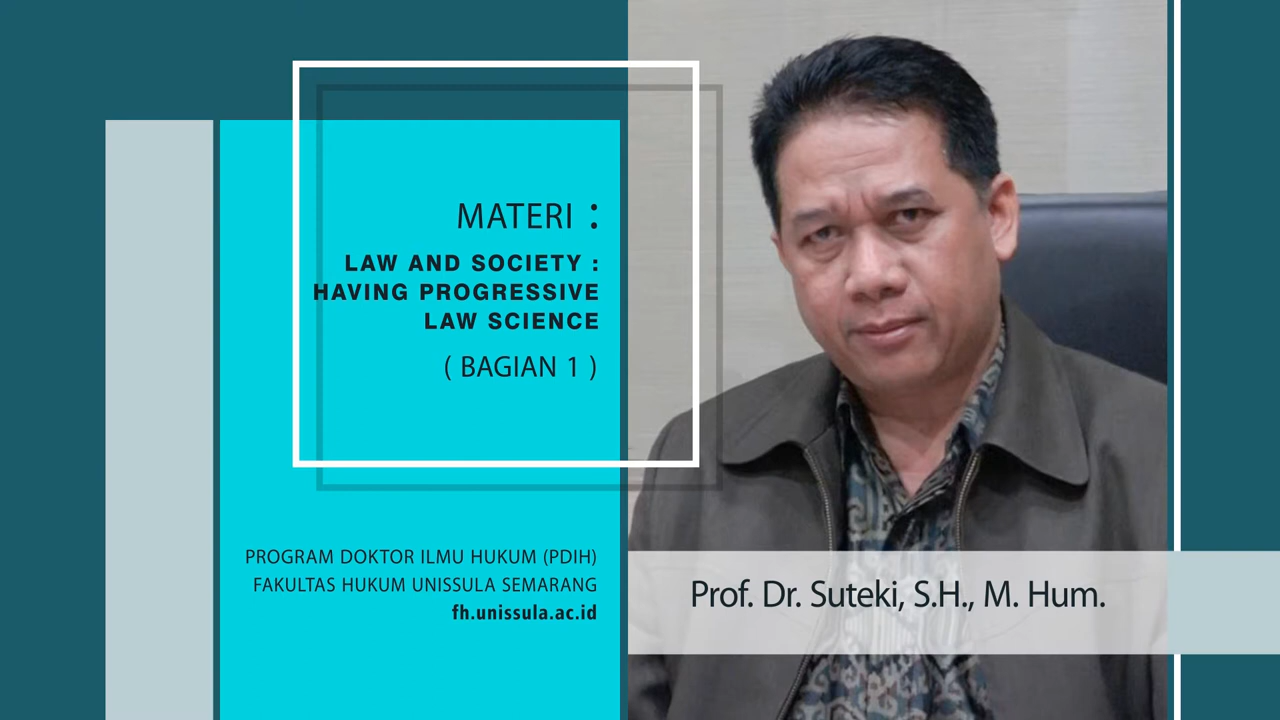 MATERI :
LAW AND SOCIETY :
HAVING PROGRESSIVE
LAW SCIENCE
( BAGIAN 1 )
PROGRAM DOKTOR ILMU HUKUM (PDIH)
FAKULTAS HUKUM UNISSULA SEMARANG
fh.unissula.ac.id
Prof. Dr. Suteki, S.H., M. Hum.